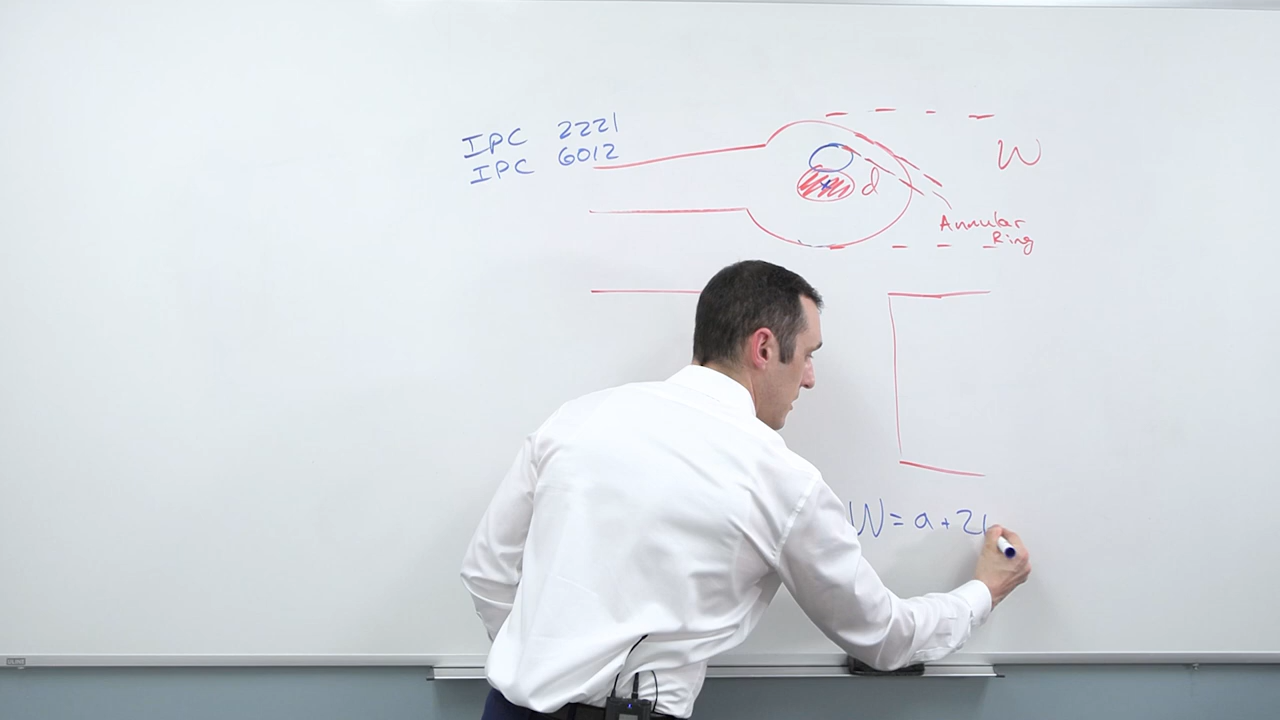 IPC 2221
IPC 6012
W
d
Annular
Ring
W = a + 2